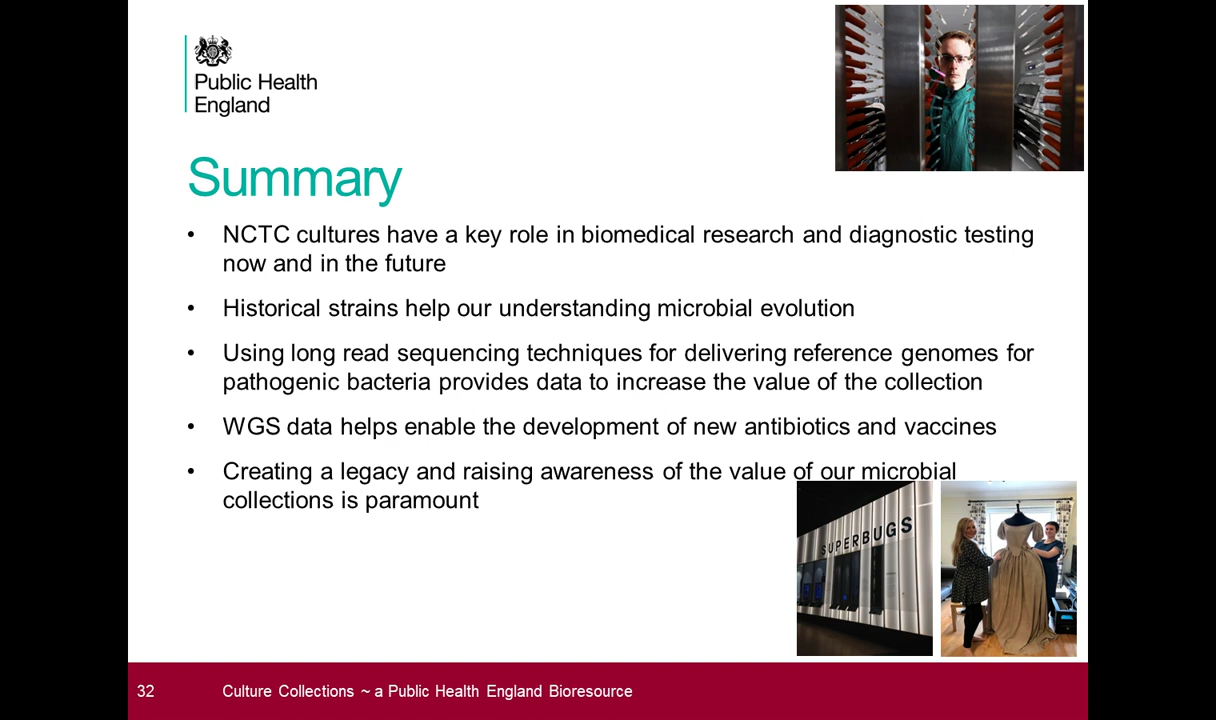 Public Health
England
Summary
• NCTC cultures have a key role in biomedical research and diagnostic testing
now and in the future
• Historical strains help our understanding microbial evolution
• Using long read sequencing techniques for delivering reference genomes for
pathogenic bacteria provides data to increase the value of the collection
• WGS data helps enable the development of new antibiotics and vaccines
• Creating a legacy and raising awareness of the value of our microbial
collections is paramount
SUPERBUGS
32 Culture Collections ~ a Public Health England Bioresource